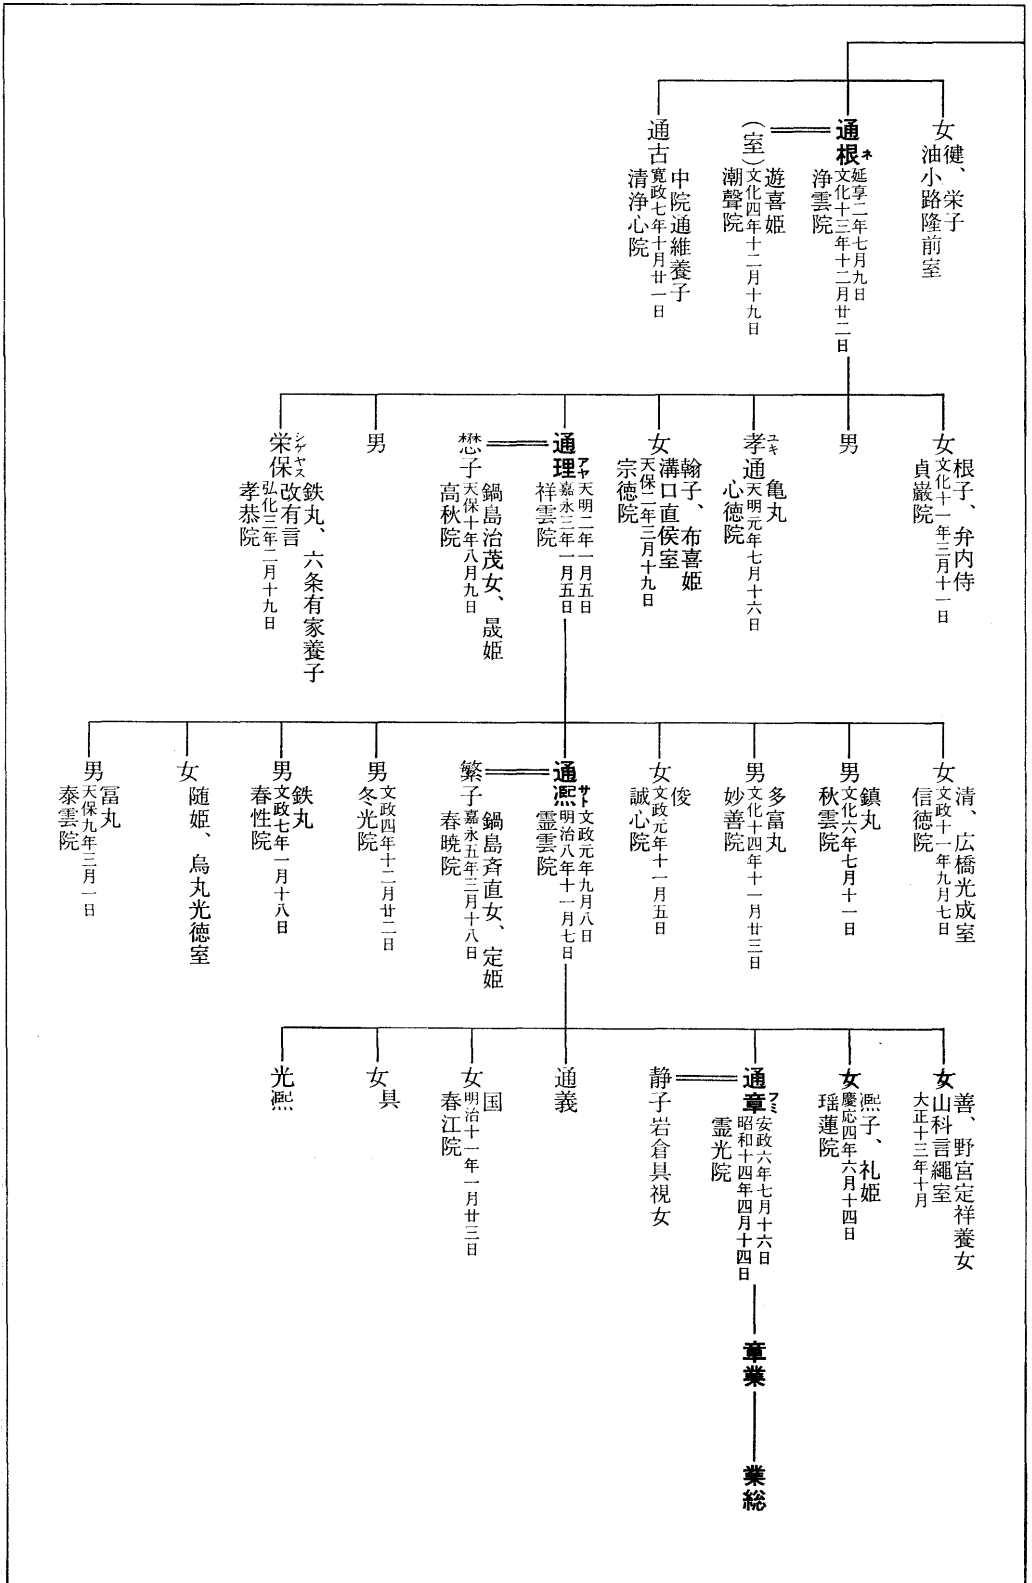 女
健、栄子
油小路隆前室
通根
ネ
延享二年七月九日
文化十三年十二月廿二日
浄雲院
(室)
遊喜姫
文化四年十二月十九日
潮聲院
通古
中院通維養子
寛政七年十月廿一日
清浄心院
女
根子、弁内侍
文化十一年三月十一日
貞巌院
男
孝通
ユキ
亀丸
天明元年七月十六日
心徳院
女
翰子、布喜姫
溝口直侯室
天保二年三月十九日
宗徳院
通理
アヤ
天明二年一月五日
嘉永三年一月五日
祥雲院
懋子
鍋島治茂女、晟姫
天保十年八月九日
高秋院
男
栄保
シゲヤス
鉄丸、六条有家養子
改有言
弘化三年二月十九日
孝恭院
女
清、広橋光成室
文政十一年九月七日
信徳院
男
鎮丸
文化六年七月十一日
秋雲院
男
多富丸
文化十四年十一月廿三日
妙善院
女
俊
文政元年十一月五日
誠心院
通凞
サト
文政元年九月八日
明治八年十一月七日
霊雲院
繁子
鍋島斉直女、定姫
嘉永五年三月十八日
春暁院
男
文政四年十二月廿二日
冬光院
男
鉄丸
文政七年一月十八日
春性院
女
随姫、烏丸光徳室
男
冨丸
天保九年三月一日
泰雲院
女
善、野宮定祥養女
山科言繩室
大正十三年十月
女
凞子、礼姫
慶応四年六月十四日
瑶蓮院
通章
フミ
安政六年七月十六日
昭和十四年四月十四日
霊光院
静子
岩倉具視女
通義
女
国
明治十一年一月廿三日
春江院
女
具
光凞
章業
業総